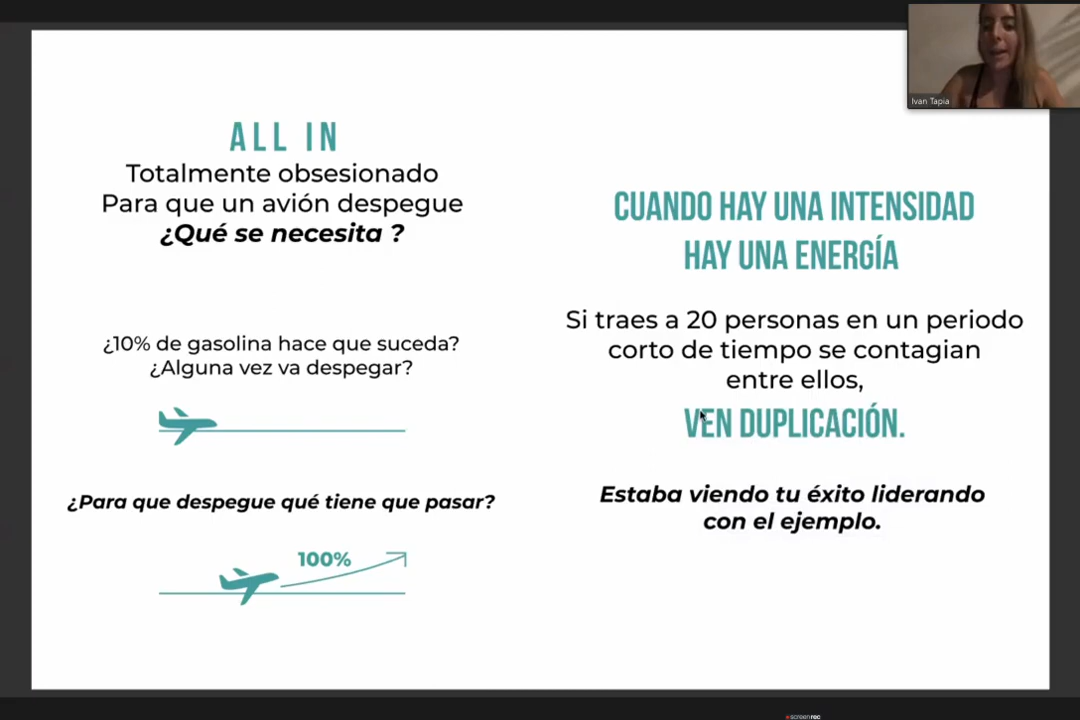 ALL IN
Totalmente obsesionado
Para que un avión despegue
¿Qué se necesita ?
¿10% de gasolina hace que suceda?
¿Alguna vez va despegar?
¿Para que despegue qué tiene que pasar?
100%
CUANDO HAY UNA INTENSIDAD
HAY UNA ENERGÍA
Si traes a 20 personas en un periodo
corto de tiempo se contagian
entre ellos,
VEN DUPLICACIÓN.
Estaba viendo tu éxito liderando
con el ejemplo.
Ivan Tapia
screenrec